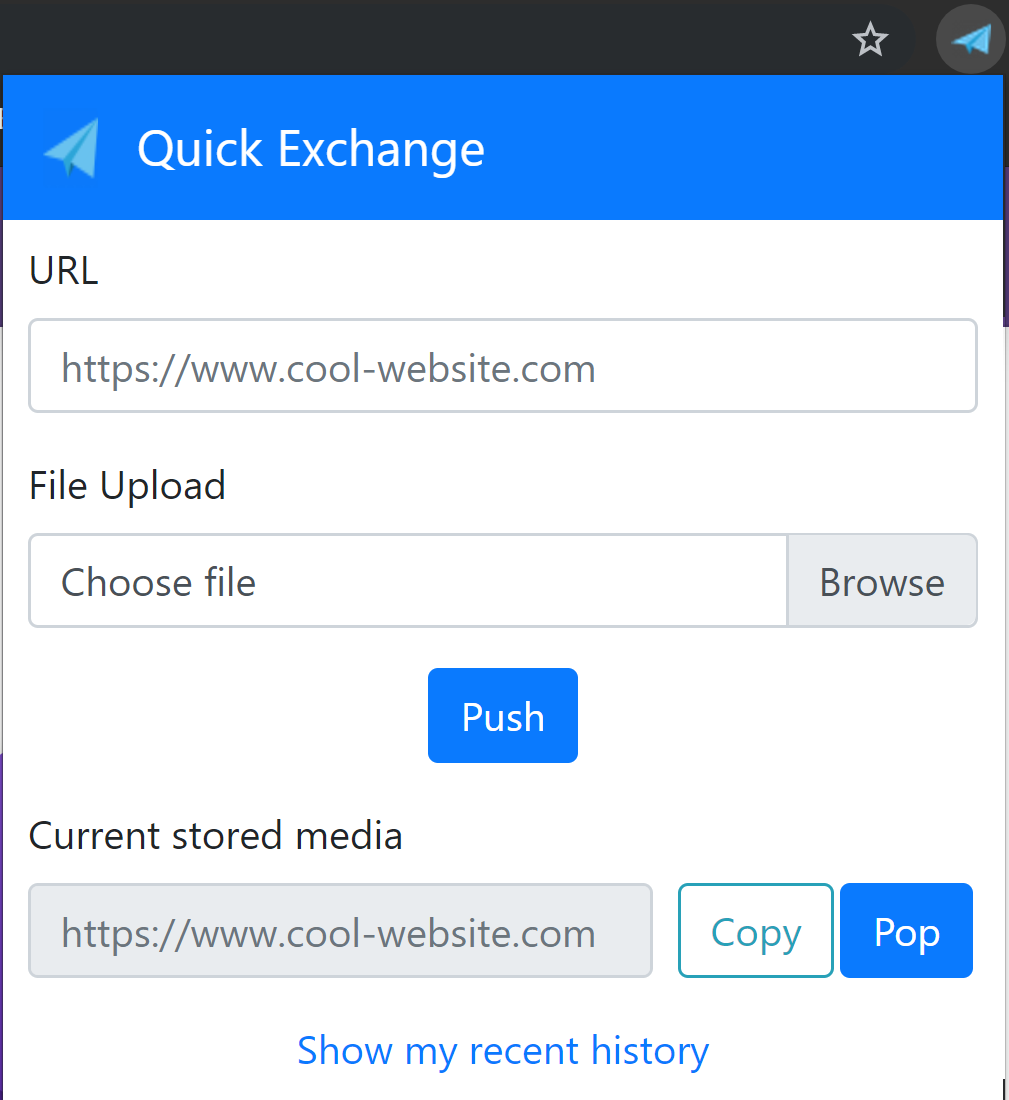 Quick Exchange
URL
https://www.cool-website.com
File Upload
Choose file Browse
Push
Current stored media
https://www.cool-website.com Copy Pop
Show my recent history